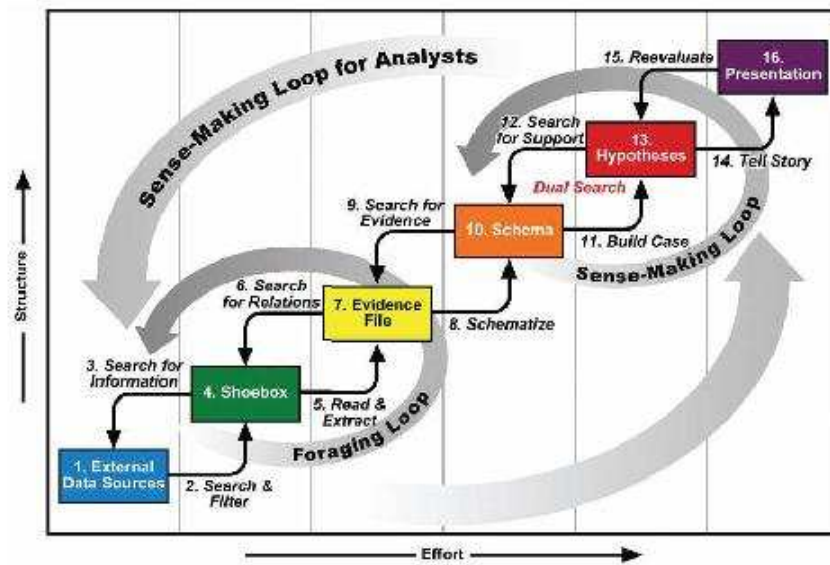 Sense-Making Loop for Analysts
15. Reevaluate
16.
Presentation
12. Search
for Support
13.
Hypotheses
14. Tell Story
Dual Search
9. Search for
Evidence
10. Schema
11. Build Case
Sense-Making Loop
6. Search
for Relations
7. Evidence
File
8. Schematize
3. Search for
Information
4. Shoebox
5. Read &
Extract
Foraging Loop
1. External
Data Sources
2. Search &
Filter
Structure
Effort